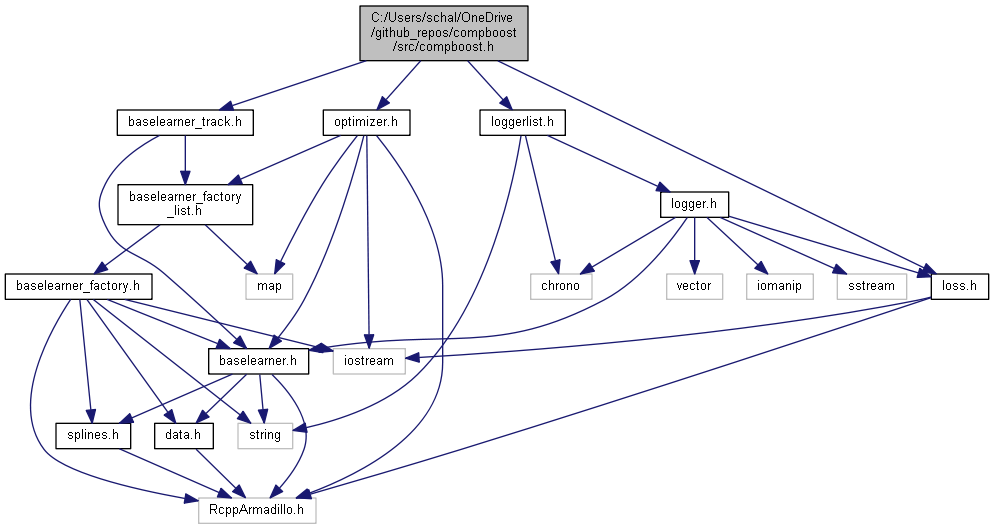 C:/Users/schal/OneDrive
/github_repos/compboost
/src/compboost.h
baselearner_track.h
optimizer.h
loggerlist.h
baselearner_factory
_list.h
logger.h
baselearner_factory.h
map
chrono
vector
iomanip
sstream
loss.h
baselearner.h
iostream
splines.h
data.h
string
RcppArmadillo.h